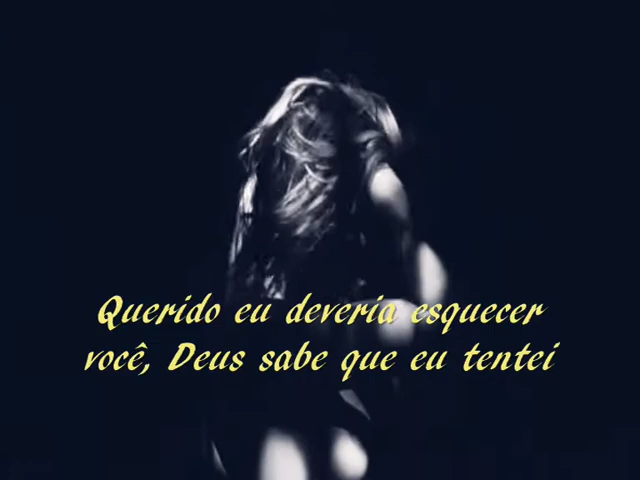 Querido eu deveria esquecer
você, Deus sabe que eu tentei